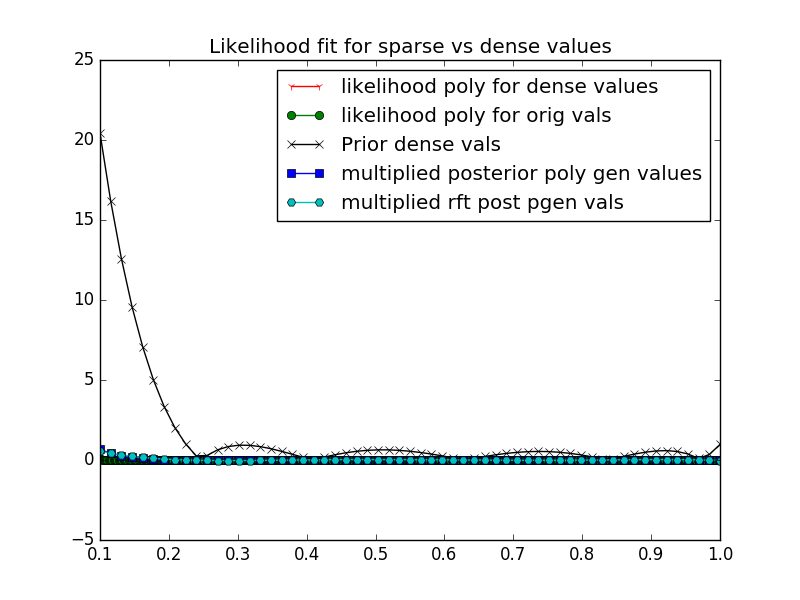 Likelihood fit for sparse vs dense values
25
20
15
10
5
0
−5
likelihood poly for dense values
likelihood poly for orig vals
Prior dense vals
multiplied posterior poly gen values
multiplied rft post pgen vals
0.1 0.2 0.3 0.4 0.5 0.6 0.7 0.8 0.9 1.0